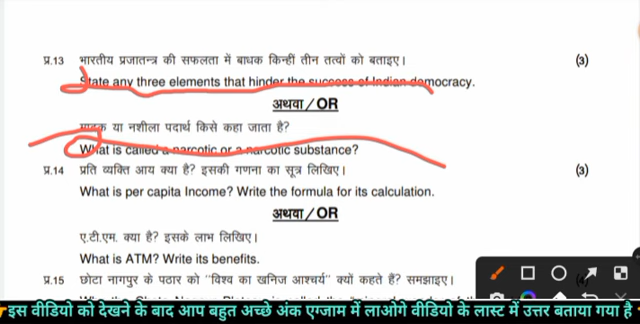 प्र.13 भारतीय प्रजातन्त्र की सफलता में बाधक किन्हीं तीन तत्वों को बताइए। (3)
State any three elements that hinder the success of Indian democracy.
अथवा/OR
मादक या नशीला पदार्थ किसे कहा जाता है?
What is called a narcotic or a narcotic substance?
प्र.14 प्रति व्यक्ति आय क्या है? इसकी गणना का सूत्र लिखिए। (3)
What is per capita Income? Write the formula for its calculation.
अथवा/OR
ए.टी.एम. क्या है? इसके लाभ लिखिए।
What is ATM? Write its benefits.
प्र.15 छोटा नागपुर के पठार को ''विश्व का खनिज आश्चर्य'' क्यों कहते हैं? समझाइए। (4)
इस वीडियो को देखने के बाद आप बहुत अच्छे अंक एग्जाम में लाओगे वीडियो के लास्ट में उत्तर बताया गया है